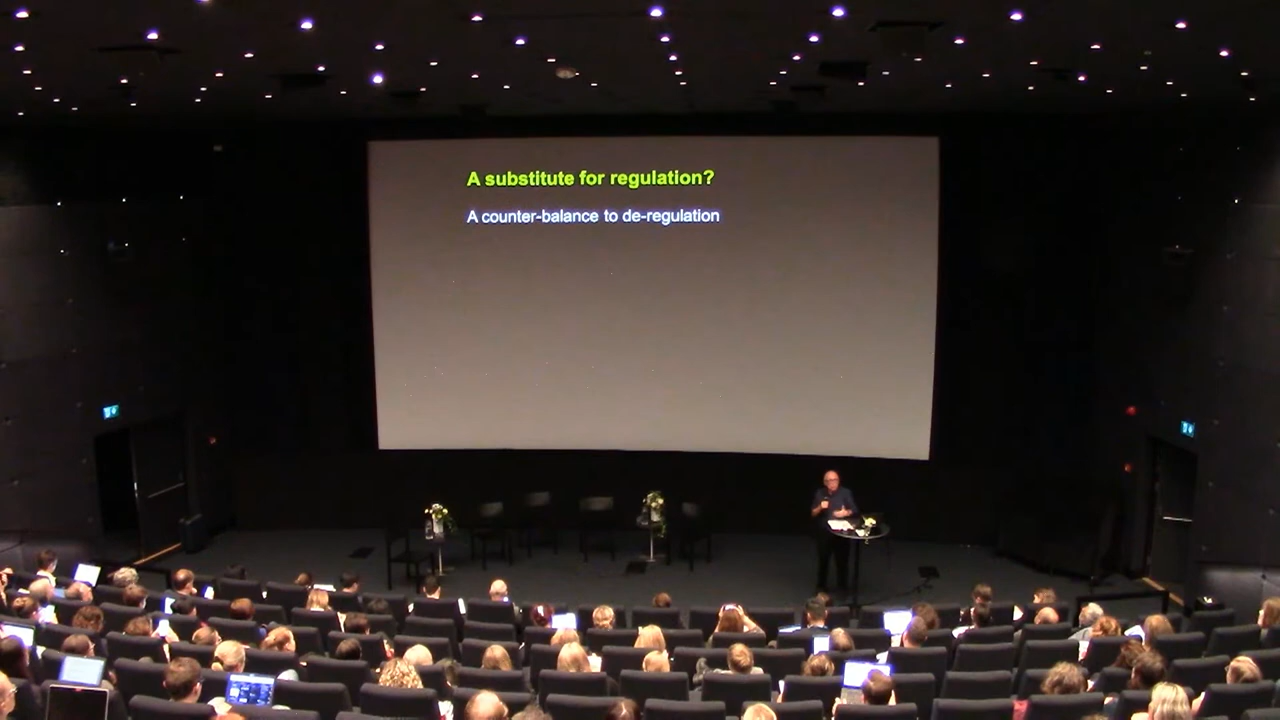 A substitute for regulation?
A counter-balance to de-regulation